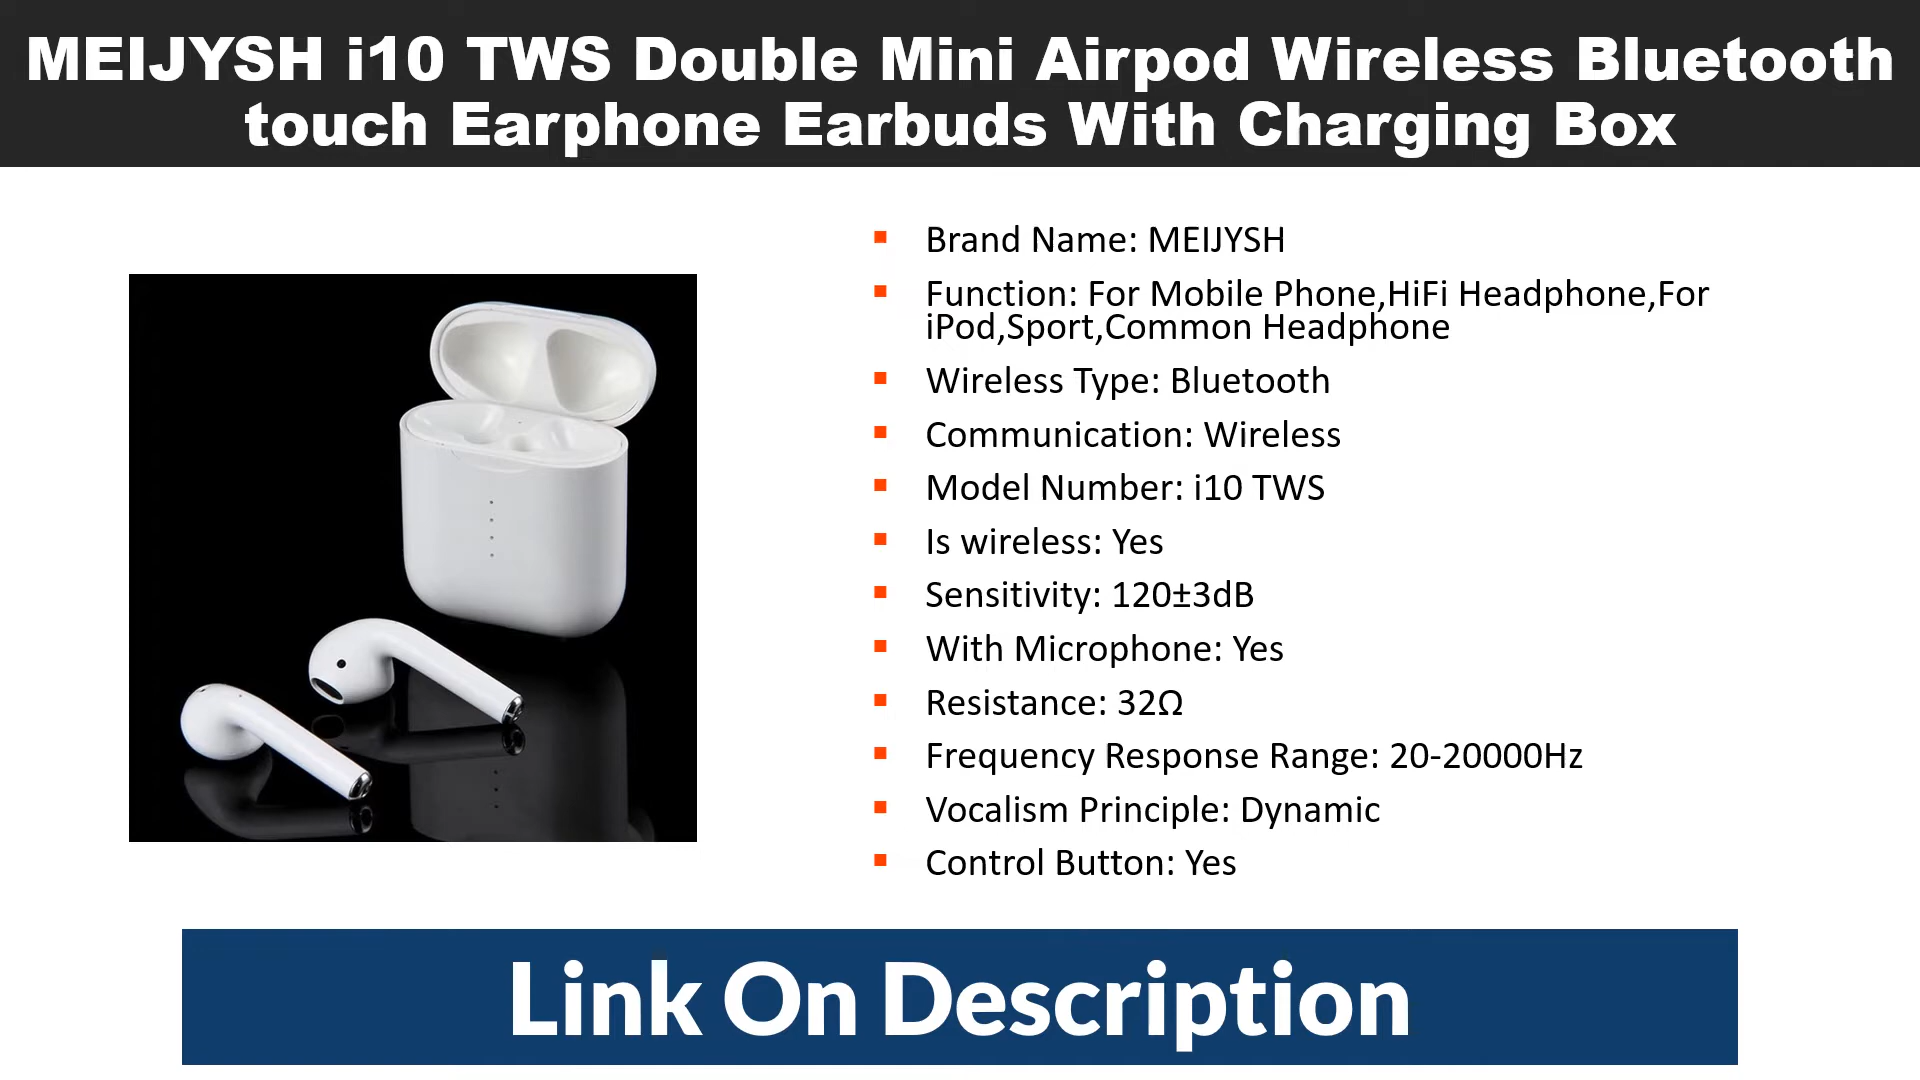 MEIJYSH i10 TWS Double Mini Airpod Wireless Bluetooth
touch Earphone Earbuds With Charging Box
Brand Name: MEIJYSH
Function: For Mobile Phone,HiFi Headphone,For
iPod,Sport,Common Headphone
Wireless Type: Bluetooth
Communication: Wireless
Model Number: i10 TWS
Is wireless: Yes
Sensitivity: 120±3dB
With Microphone: Yes
Resistance: 32Ω
Frequency Response Range: 20-20000Hz
Vocalism Principle: Dynamic
Control Button: Yes
Link On Description